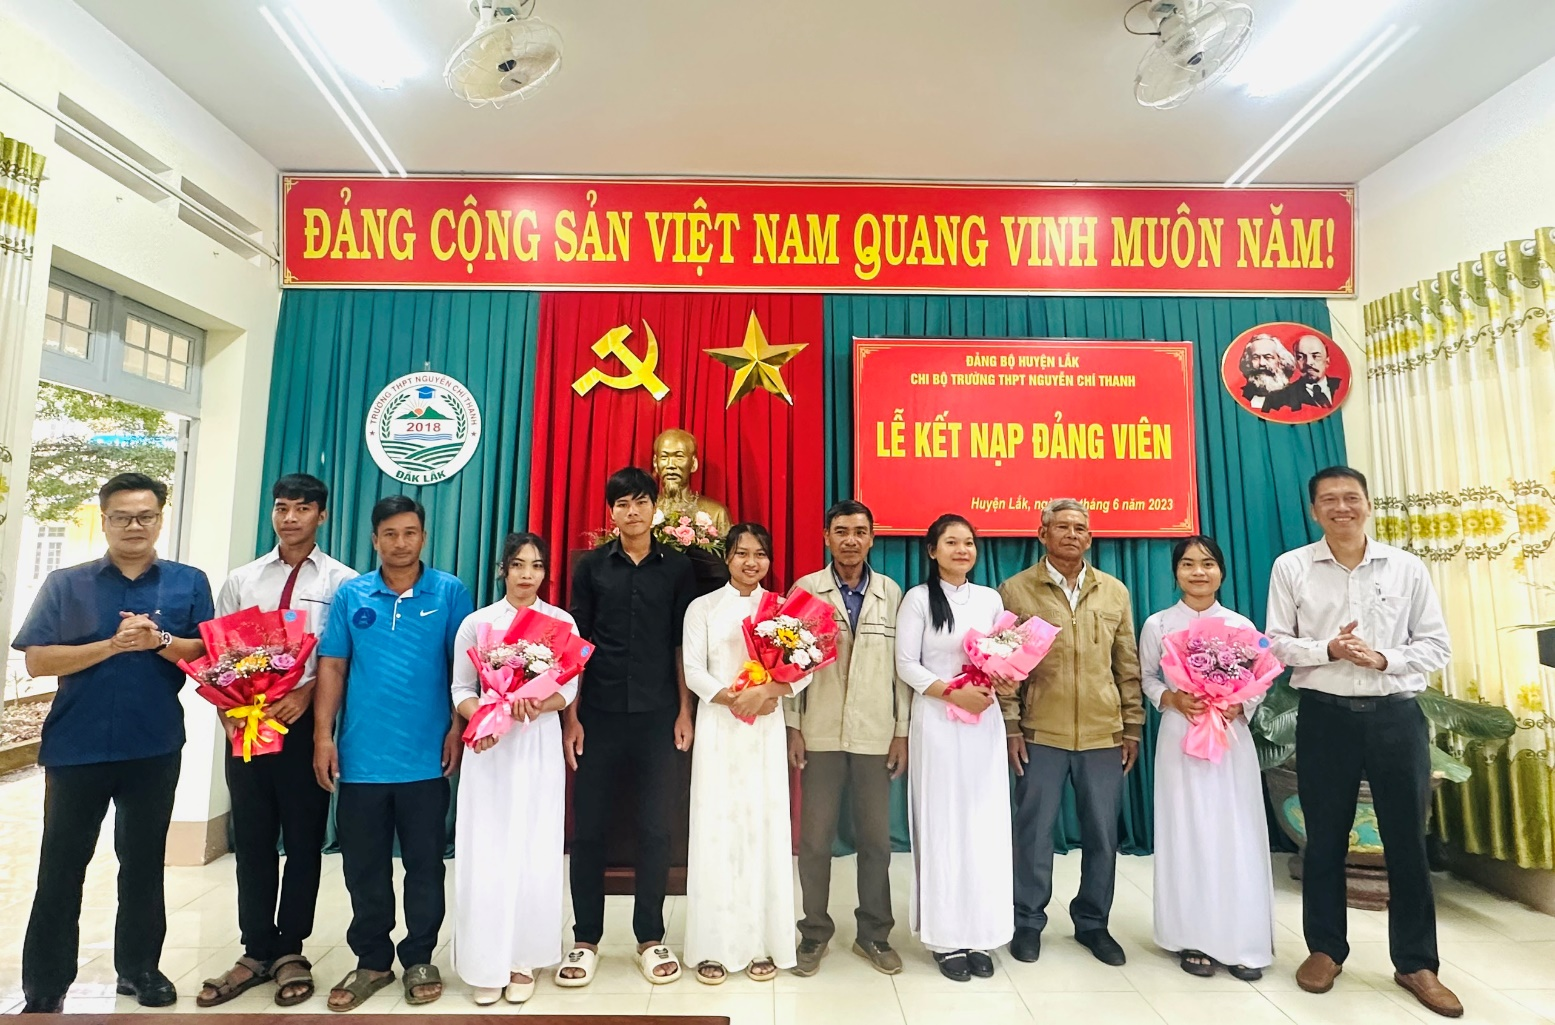 ĐẢNG CỘNG SẢN VIỆT NAM QUANG VINH MUÔN NĂM!
TRƯỜNG THPT NGUYỄN CHÍ THANH
2018
ĐẮK LẮK
ĐẢNG BỘ HUYỆN LẮK
CHI BỘ TRƯỜNG THPT NGUYỄN CHÍ THANH
LỄ KẾT NẠP ĐẢNG VIÊN
Huyện Lắk, tháng 6 năm 2023